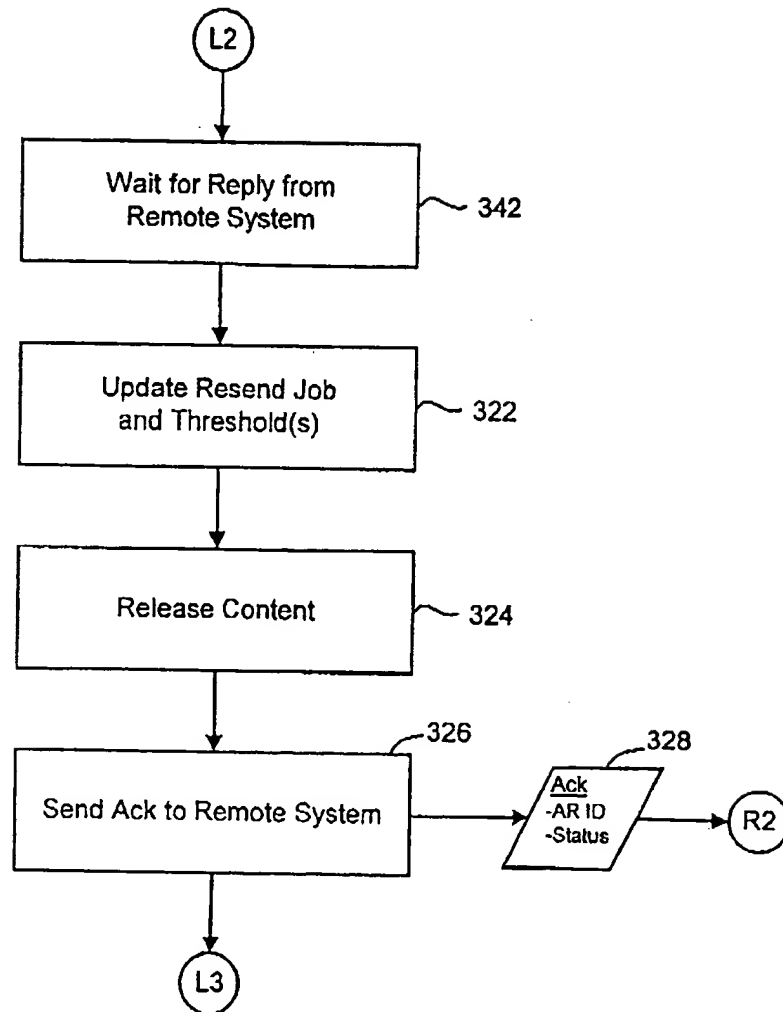 L2
Wait for Reply from
Remote System
342
Update Resend Job
and Threshold(s)
322
Release Content
324
326
328
Send Ack to Remote System
Ack
-AR ID
-Status
R2
L3